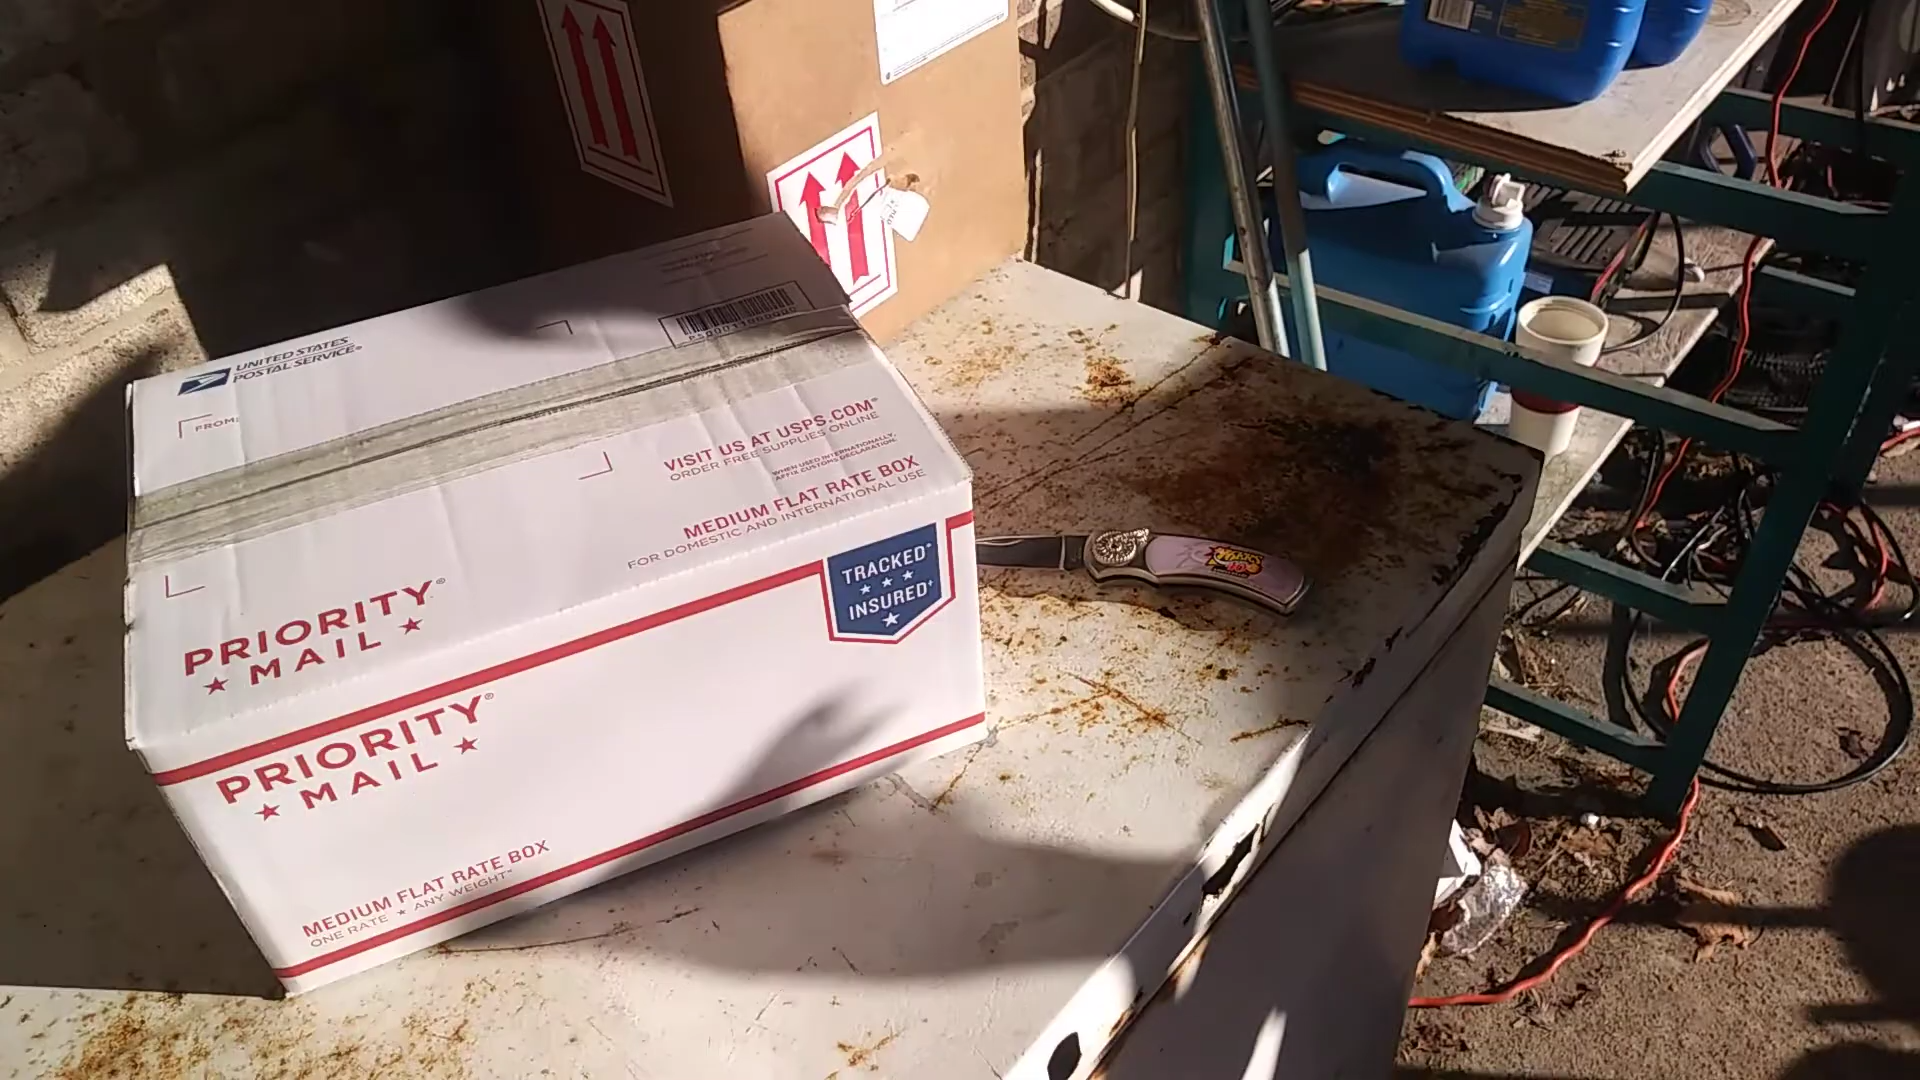 UNITED STATES
POSTAL SERVICE®
FROM:
VISIT US AT USPS.COM®
ORDER FREE SUPPLIES ONLINE
WHEN USED INTERNATIONALLY,
AFFIX CUSTOMS DECLARATION.
MEDIUM FLAT RATE BOX
FOR DOMESTIC AND INTERNATIONAL USE
TRACKED*
INSURED†
PRIORITY®
★ MAIL ★
PRIORITY®
★ MAIL ★
MEDIUM FLAT RATE BOX
ONE RATE ★ ANY WEIGHT*